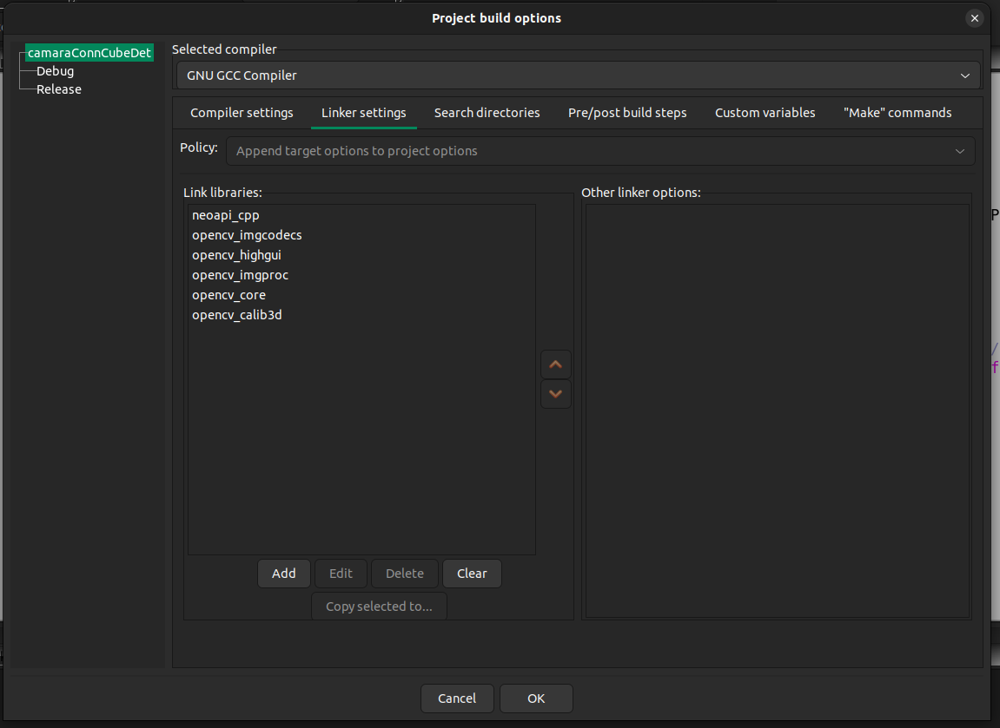 Project build options
camaraConnCubeDet
Debug
Release
Selected compiler
GNU GCC Compiler
Compiler settings
Linker settings
Search directories
Pre/post build steps
Custom variables
"Make" commands
Policy:
Append target options to project options
Link libraries:
neoapi_cpp
opencv_imgcodecs
opencv_highgui
opencv_imgproc
opencv_core
opencv_calib3d
Add
Edit
Delete
Clear
Copy selected to...
Other linker options:
P
/
f
Cancel
OK